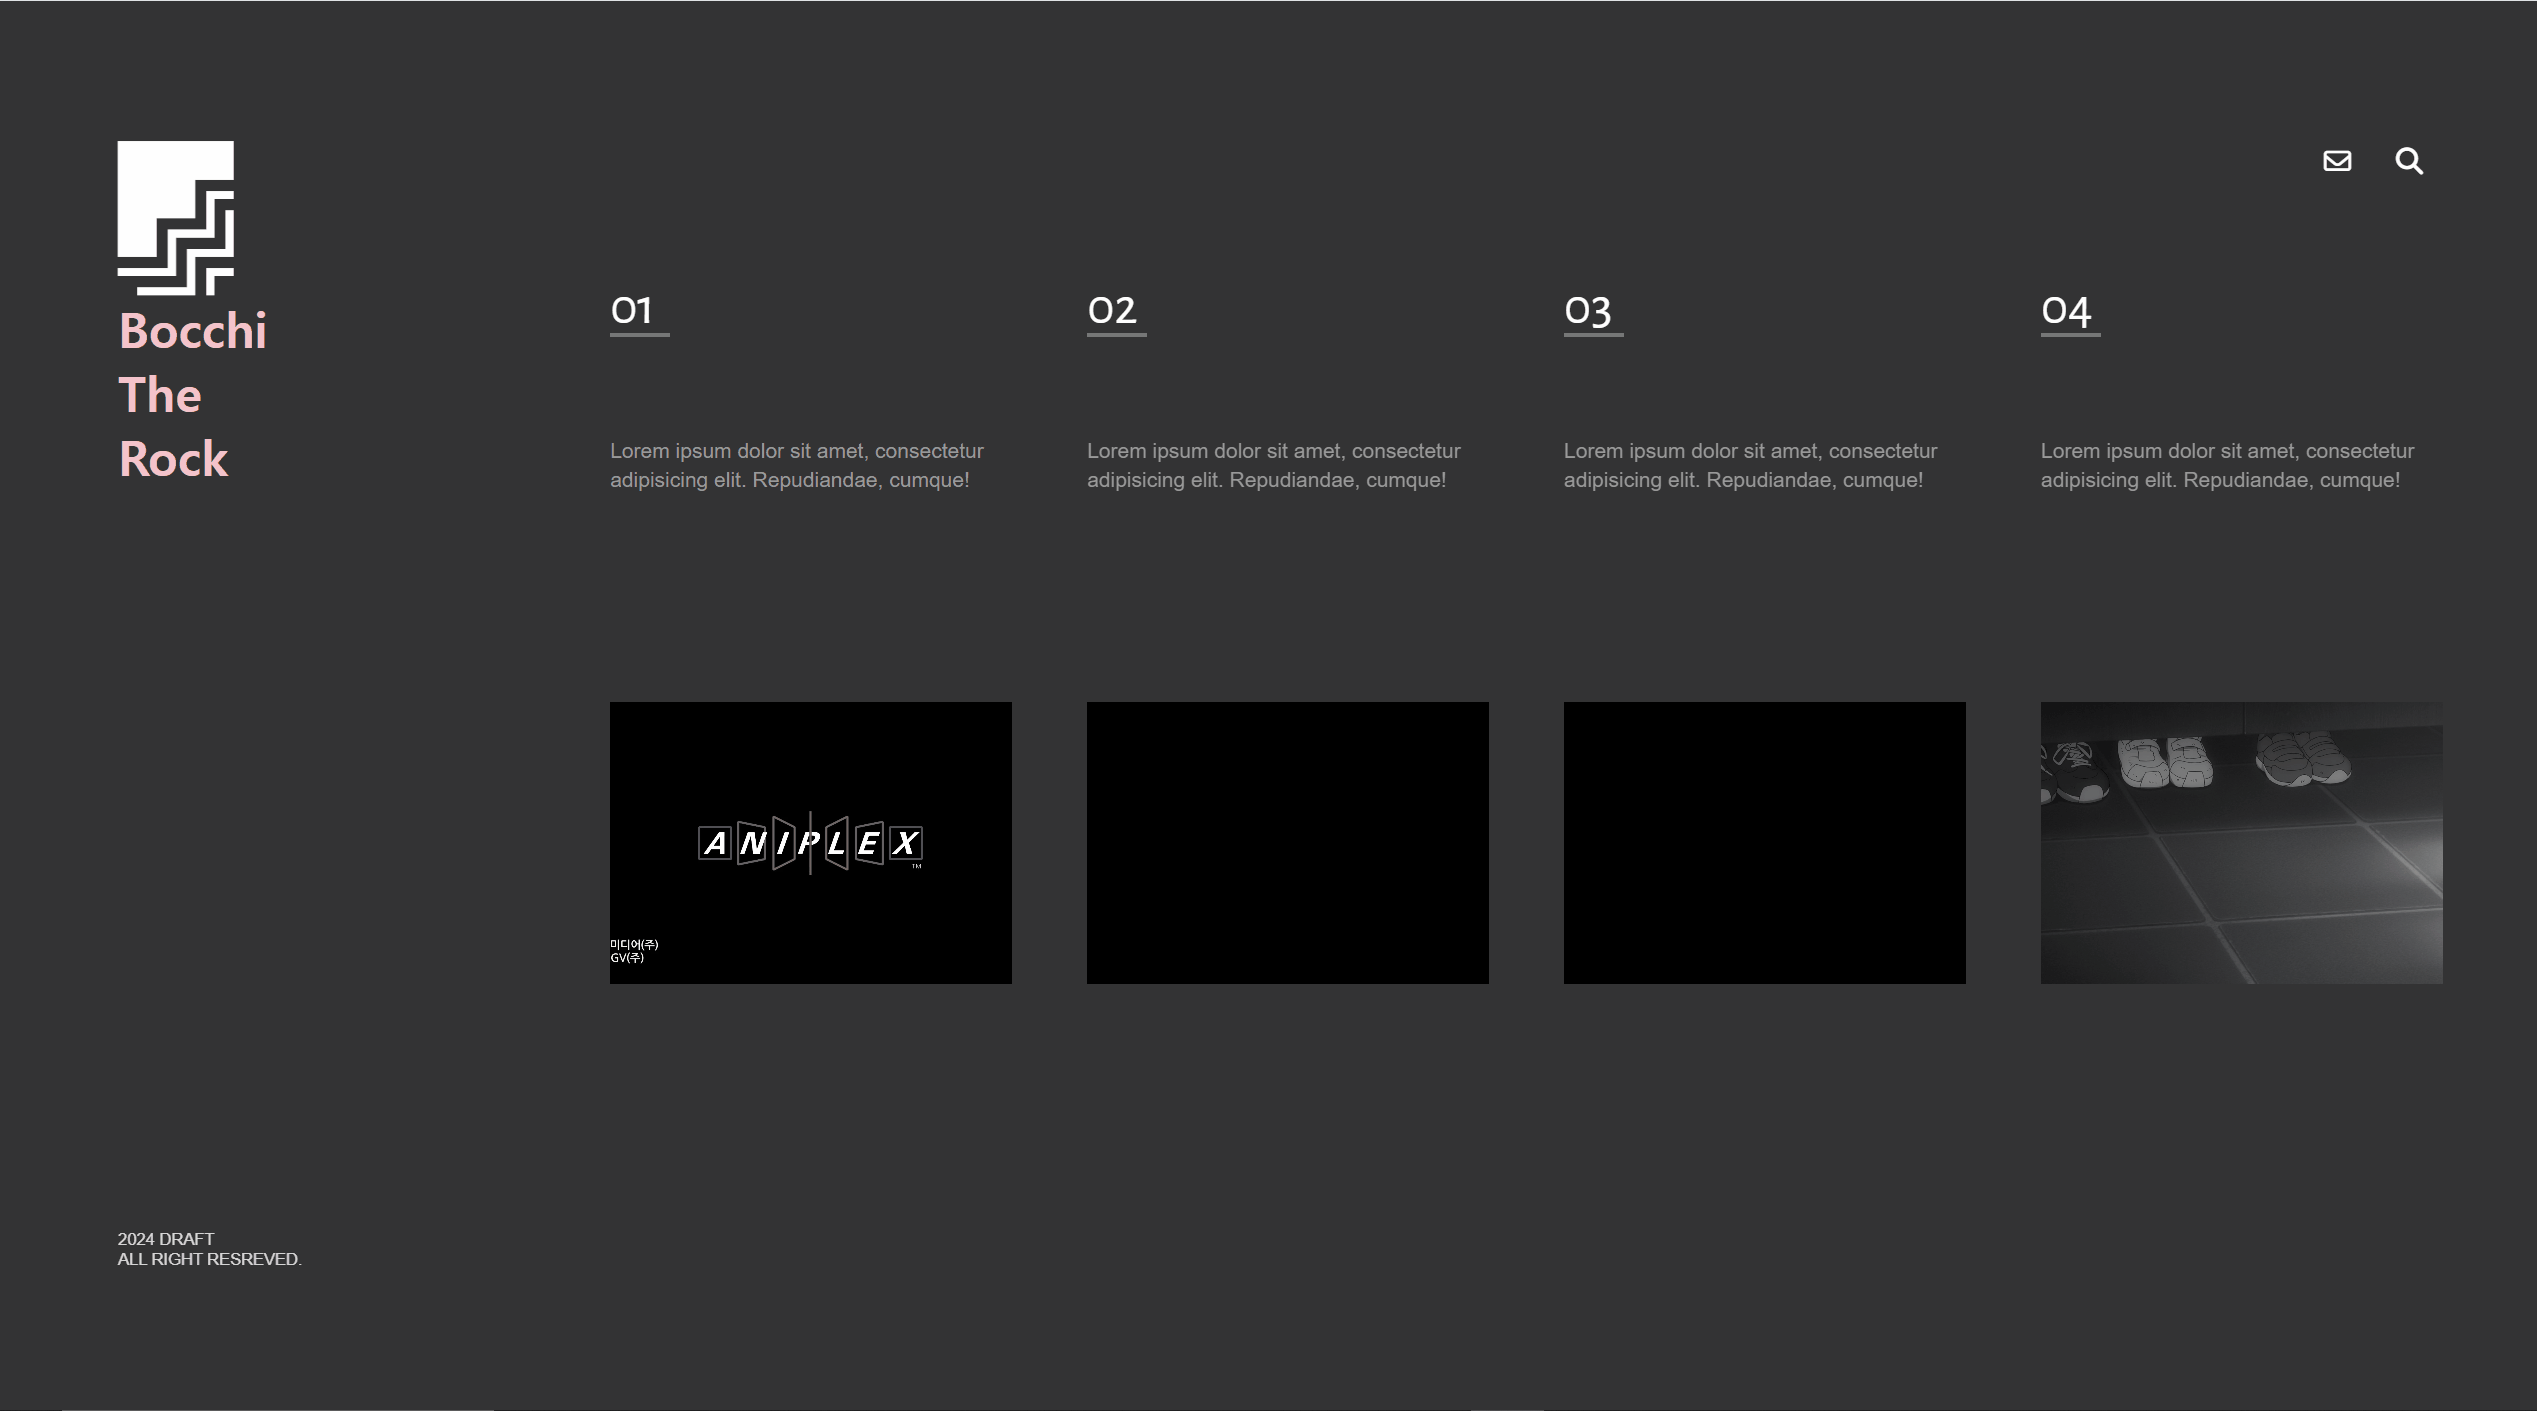 Bocchi
The
Rock
01
Lorem ipsum dolor sit amet, consectetur
adipisicing elit. Repudiandae, cumque!
02
Lorem ipsum dolor sit amet, consectetur
adipisicing elit. Repudiandae, cumque!
03
Lorem ipsum dolor sit amet, consectetur
adipisicing elit. Repudiandae, cumque!
04
Lorem ipsum dolor sit amet, consectetur
adipisicing elit. Repudiandae, cumque!
ANIPLEX
TM
미디어(주)
GV(주)
2024 DRAFT
ALL RIGHT RESREVED.